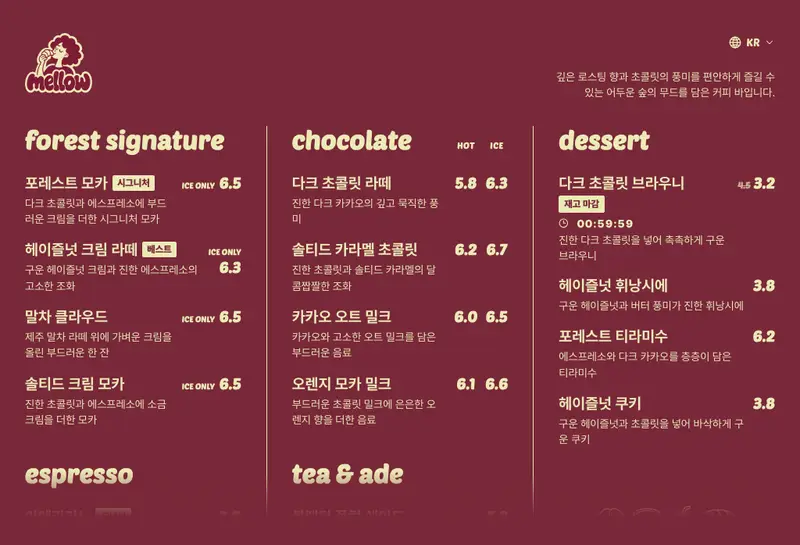 mellow
KR
깊은 로스팅 향과 초콜릿의 풍미를 편안하게 즐길 수
있는 어두운 숲의 무드를 담은 커피 바입니다.
forest signature
포레스트 모카 시그니처 ICE ONLY 6.5
다크 초콜릿과 에스프레소에 부드
러운 크림을 더한 시그니처 모카
헤이즐넛 크림 라떼 베스트 ICE ONLY
6.3
구운 헤이즐넛 크림과 진한 에스프레소의
고소한 조화
말차 클라우드 ICE ONLY 6.5
제주 말차 라떼 위에 가벼운 크림을
올린 부드러운 한 잔
솔티드 크림 모카 ICE ONLY 6.5
진한 초콜릿과 에스프레소에 소금
크림을 더한 모카
espresso
chocolate HOT ICE
다크 초콜릿 라떼 5.8 6.3
진한 다크 카카오의 깊고 묵직한 풍
미
솔티드 카라멜 초콜릿 6.2 6.7
진한 초콜릿과 솔티드 카라멜의 달
콤짭짤한 조화
카카오 오트 밀크 6.0 6.5
카카오와 고소한 오트 밀크를 담은
부드러운 음료
오렌지 모카 밀크 6.1 6.6
부드러운 초콜릿 밀크에 은은한 오
렌지 향을 더한 음료
tea & ade
dessert
다크 초콜릿 브라우니 4.5 3.2
재고 마감
00:59:59
진한 다크 초콜릿을 넣어 촉촉하게 구운
브라우니
헤이즐넛 휘낭시에 3.8
구운 헤이즐넛과 버터 풍미가 진한 휘낭시에
포레스트 티라미수 6.2
에스프레소와 다크 카카오를 층층이 담은
티라미수
헤이즐넛 쿠키 3.8
구운 헤이즐넛과 초콜릿을 넣어 바삭하게 구
운 쿠키